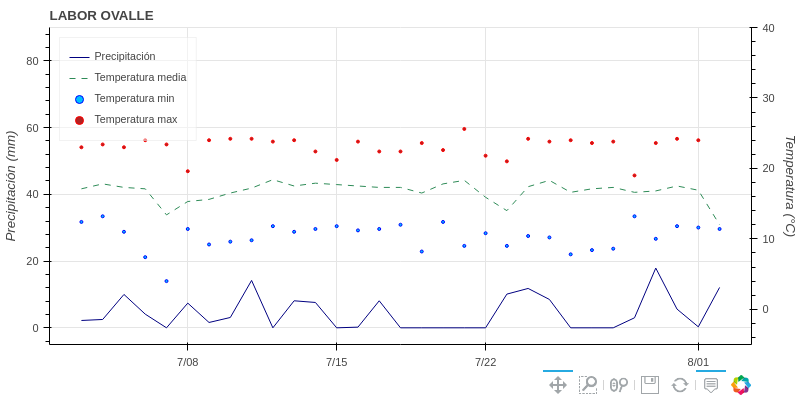 LABOR OVALLE
Precipitación
Temperatura media
Temperatura min
Temperatura max
Precipitación (mm)
80
60
40
20
0
Temperatura (°C)
40
30
20
10
0
7/08 7/15 7/22 8/01